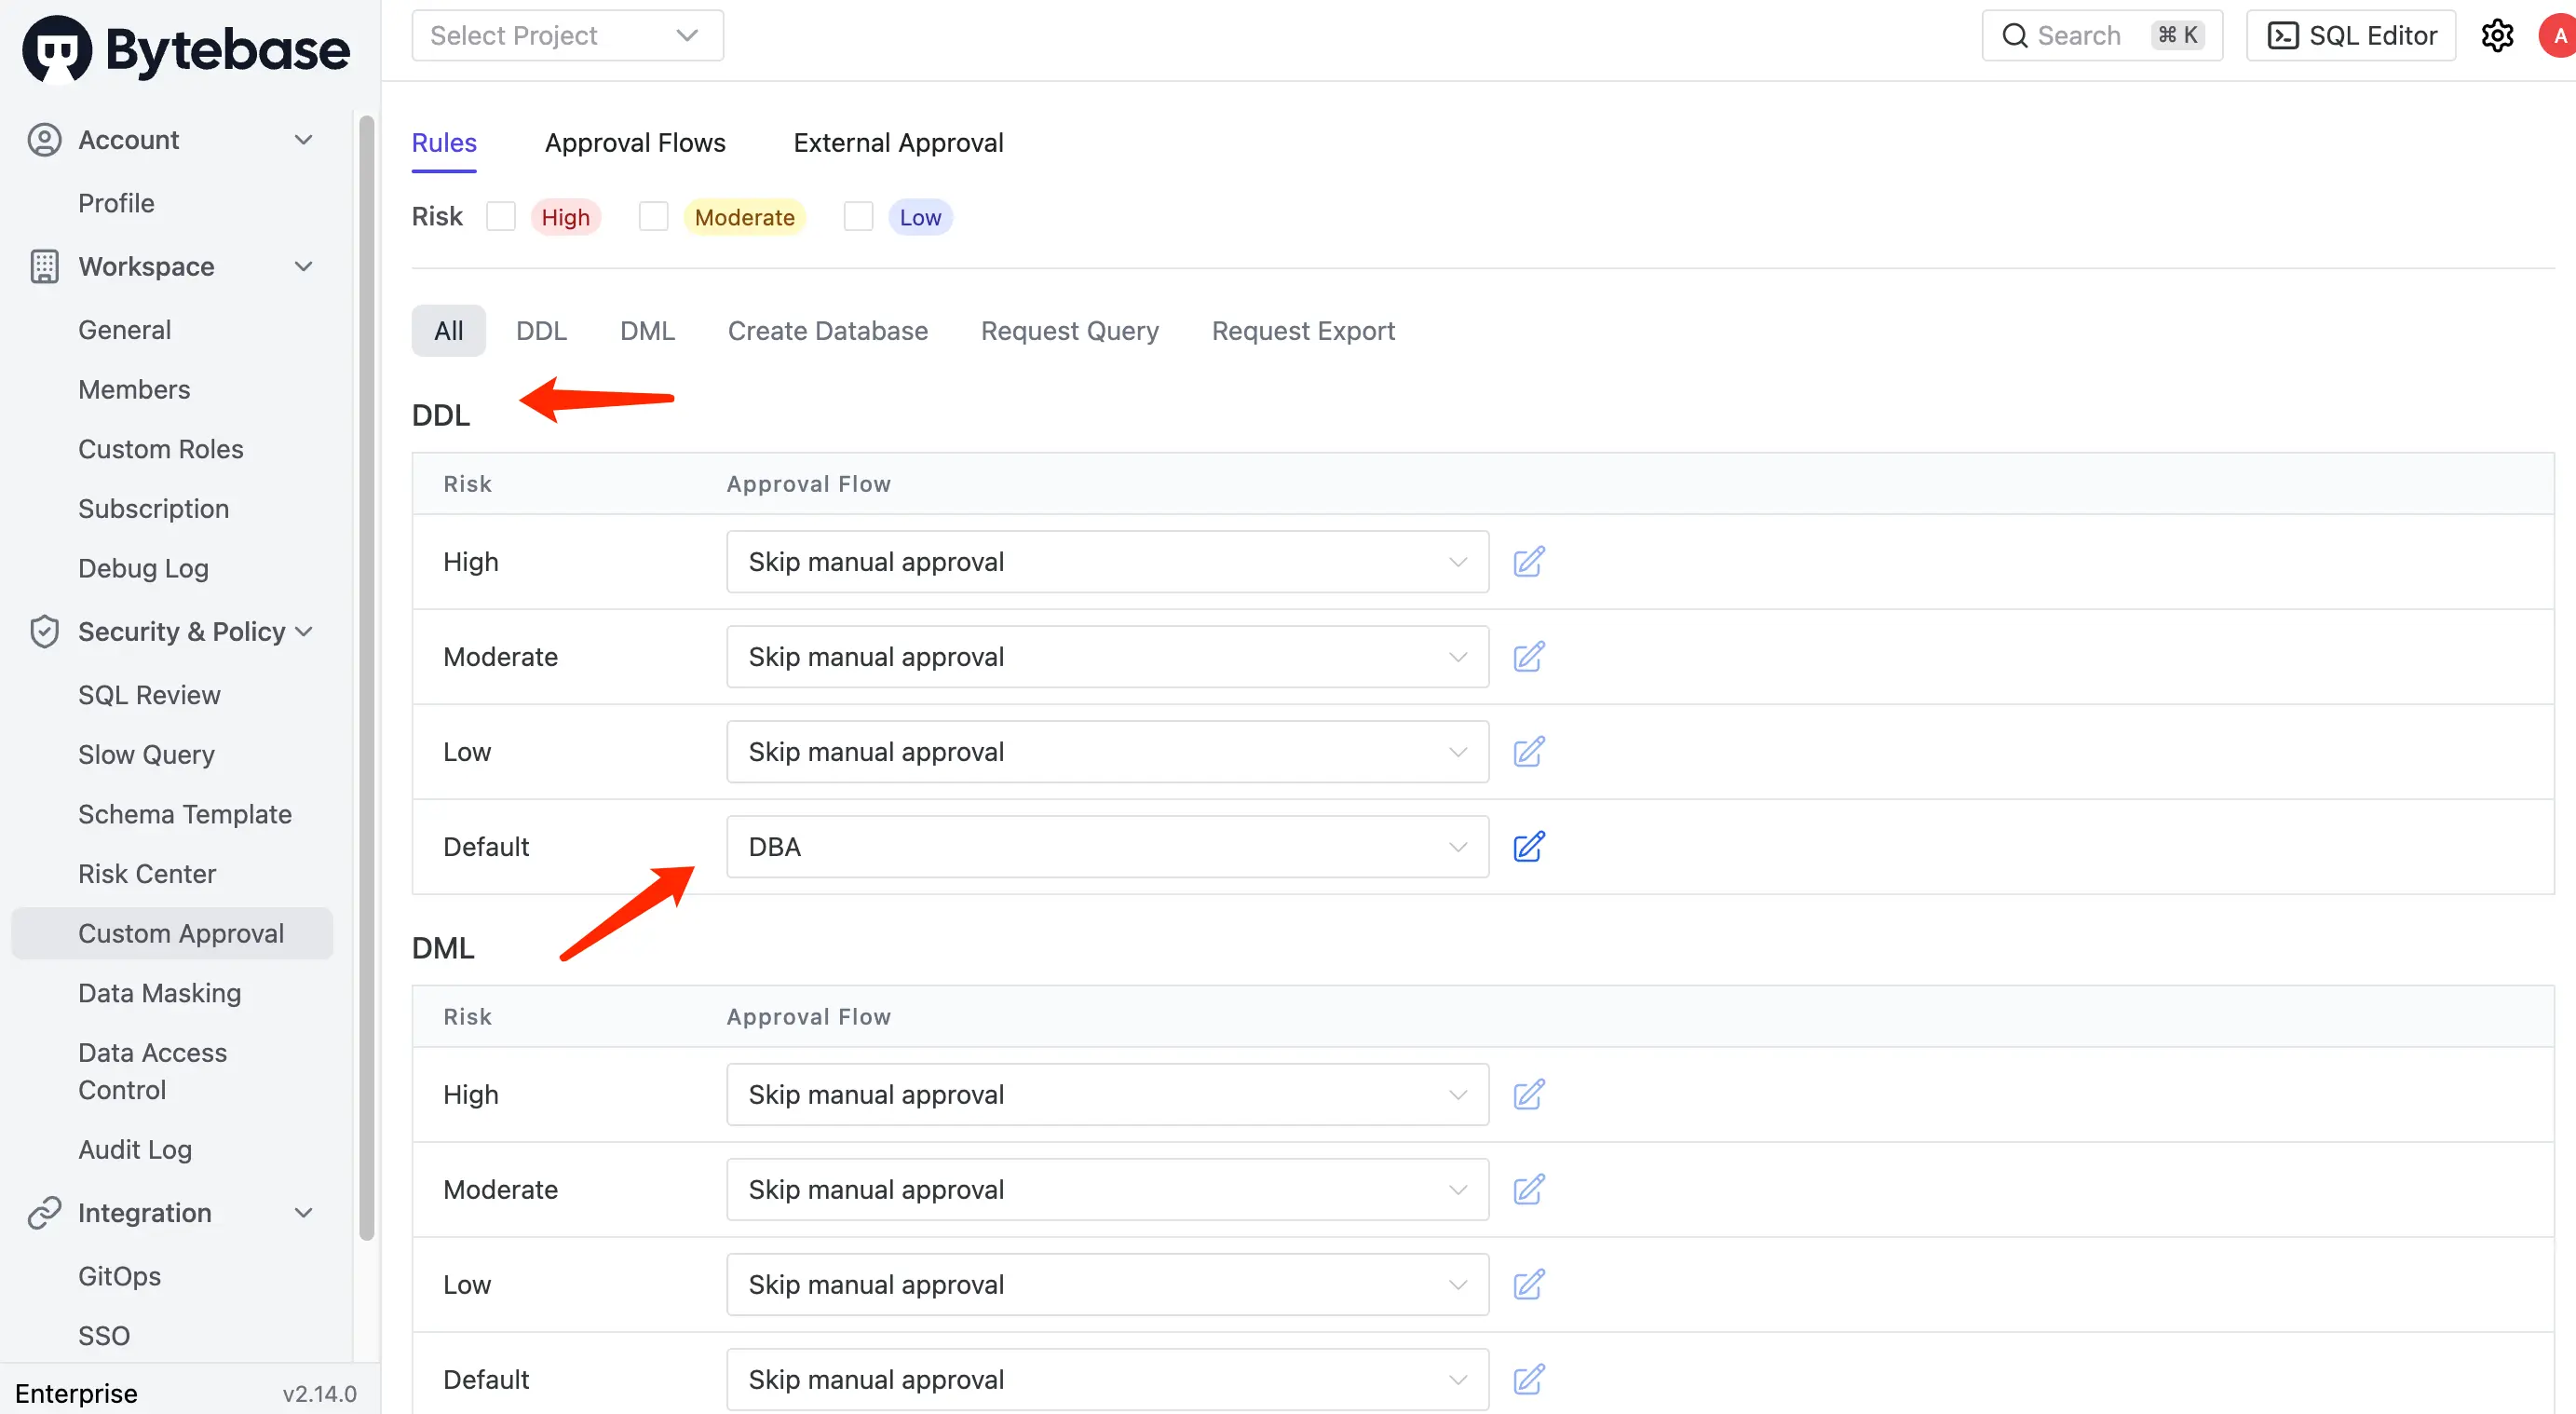 Bytebase
Select Project
Search
⌘ K
SQL Editor
A
Account
Profile
Workspace
General
Members
Custom Roles
Subscription
Debug Log
Security & Policy
SQL Review
Slow Query
Schema Template
Risk Center
Custom Approval
Data Masking
Data Access
Control
Audit Log
Integration
GitOps
SSO
Enterprise v2.14.0
Rules Approval Flows External Approval
Risk High Moderate Low
All DDL DML Create Database Request Query Request Export
DDL
Risk Approval Flow
High Skip manual approval
Moderate Skip manual approval
Low Skip manual approval
Default DBA
DML
Risk Approval Flow
High Skip manual approval
Moderate Skip manual approval
Low Skip manual approval
Default Skip manual approval